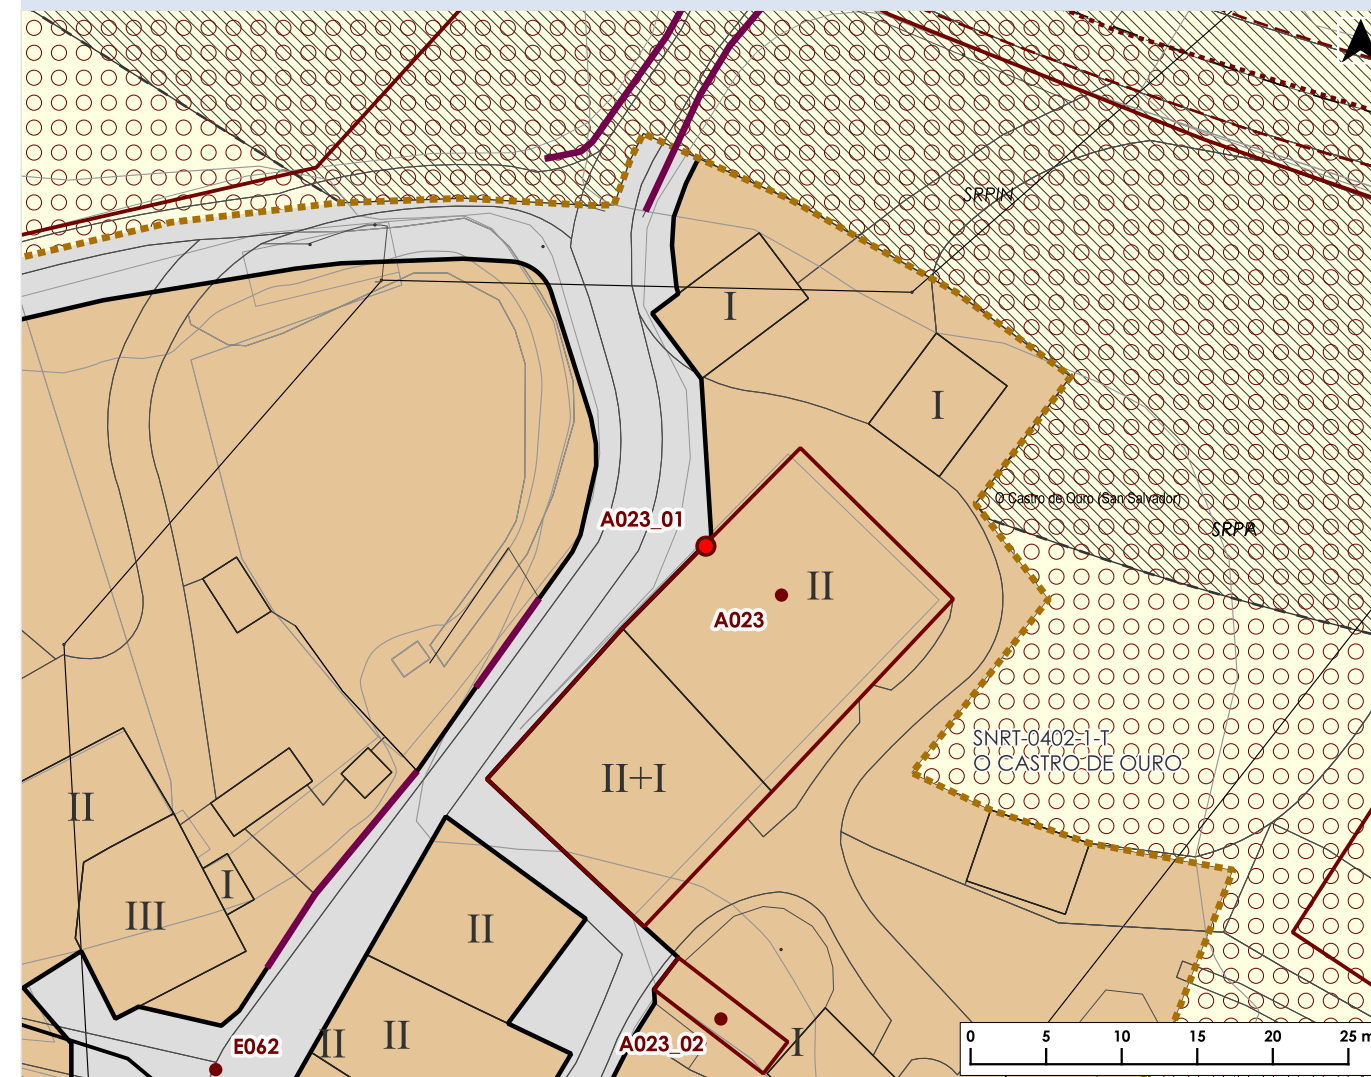 SRPIN
I
I
O Castro de Ouro (San Salvador)
A023_01
SRPA
II
A023
SNRT-0402-1-T
O CASTRO DE OURO
II+I
II
I
III
II
II
II
I
A023_02
E062
0 5 10 15 20 25 m